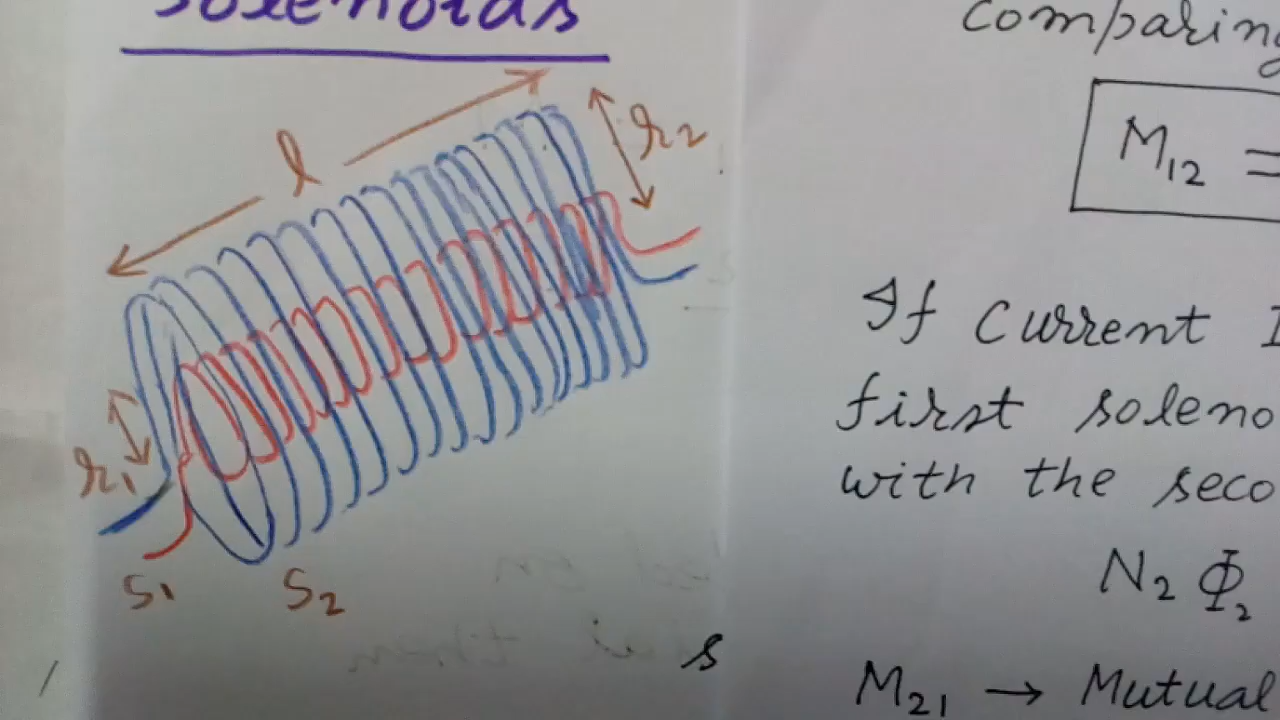 solenoids
l
r2
r1
S1
S2
s
Comparing
M12 =
If Current I
first soleno
with the seco
N2 Φ2
M21 → Mutual